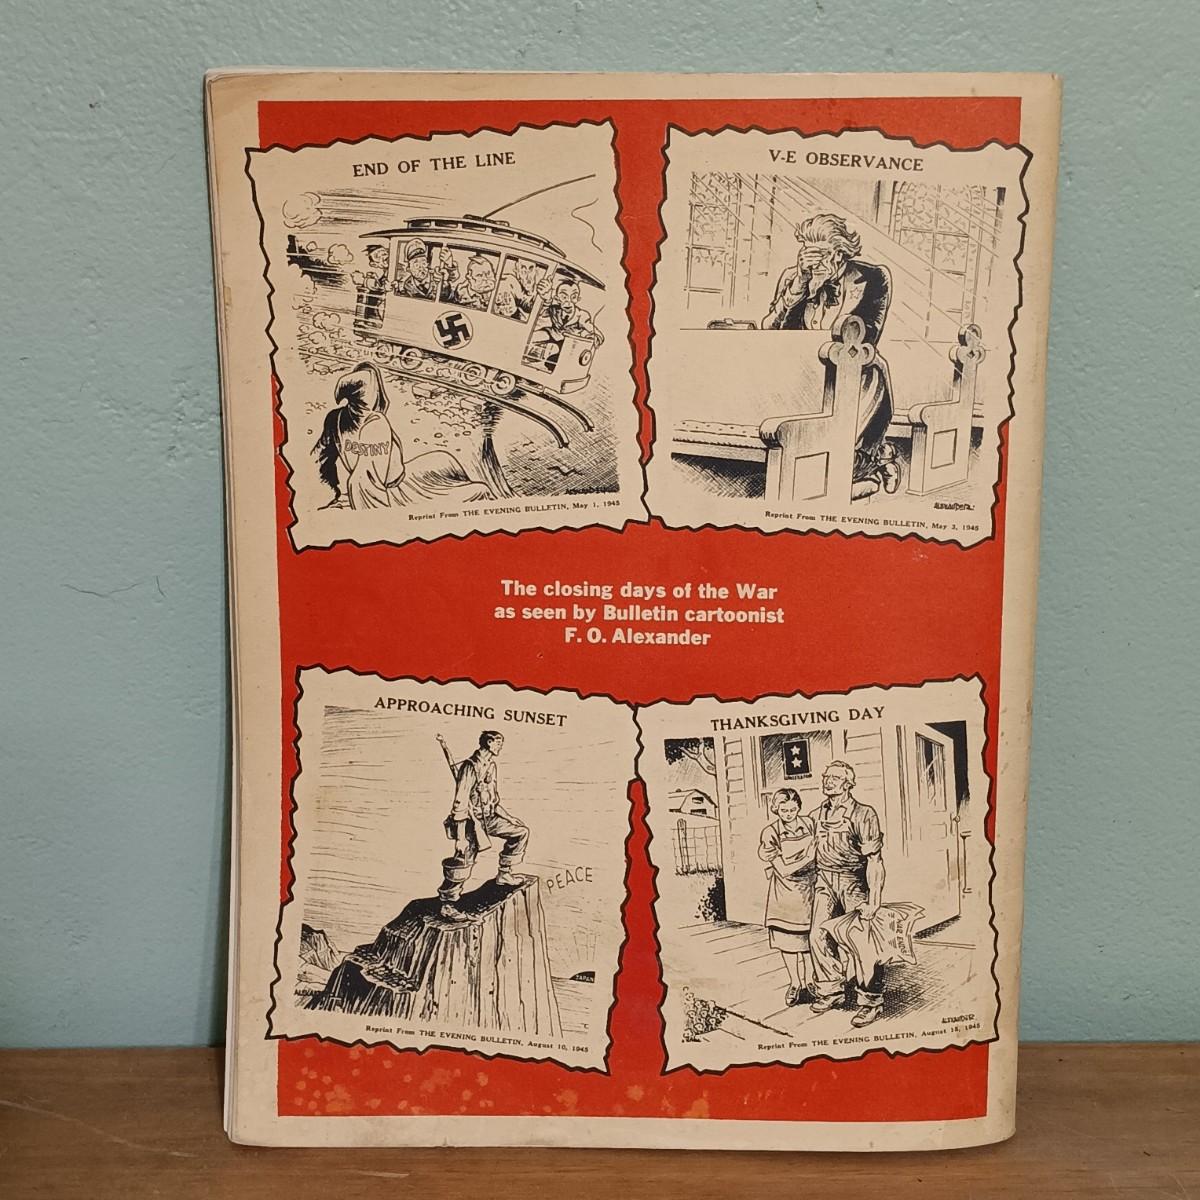 END OF THE LINE
DESTINY
ALEXANDER
Reprint From THE EVENING BULLETIN, May 1, 1945
V-E OBSERVANCE
ALEXANDER.
Reprint From THE EVENING BULLETIN, May 3, 1945
The closing days of the War
as seen by Bulletin cartoonist
F. O. Alexander
APPROACHING SUNSET
PEACE
JAPAN
Reprint From THE EVENING BULLETIN, August 10, 1945
THANKSGIVING DAY
WAR ENDS
ALEXANDER.
Reprint From THE EVENING BULLETIN, August 15, 1945